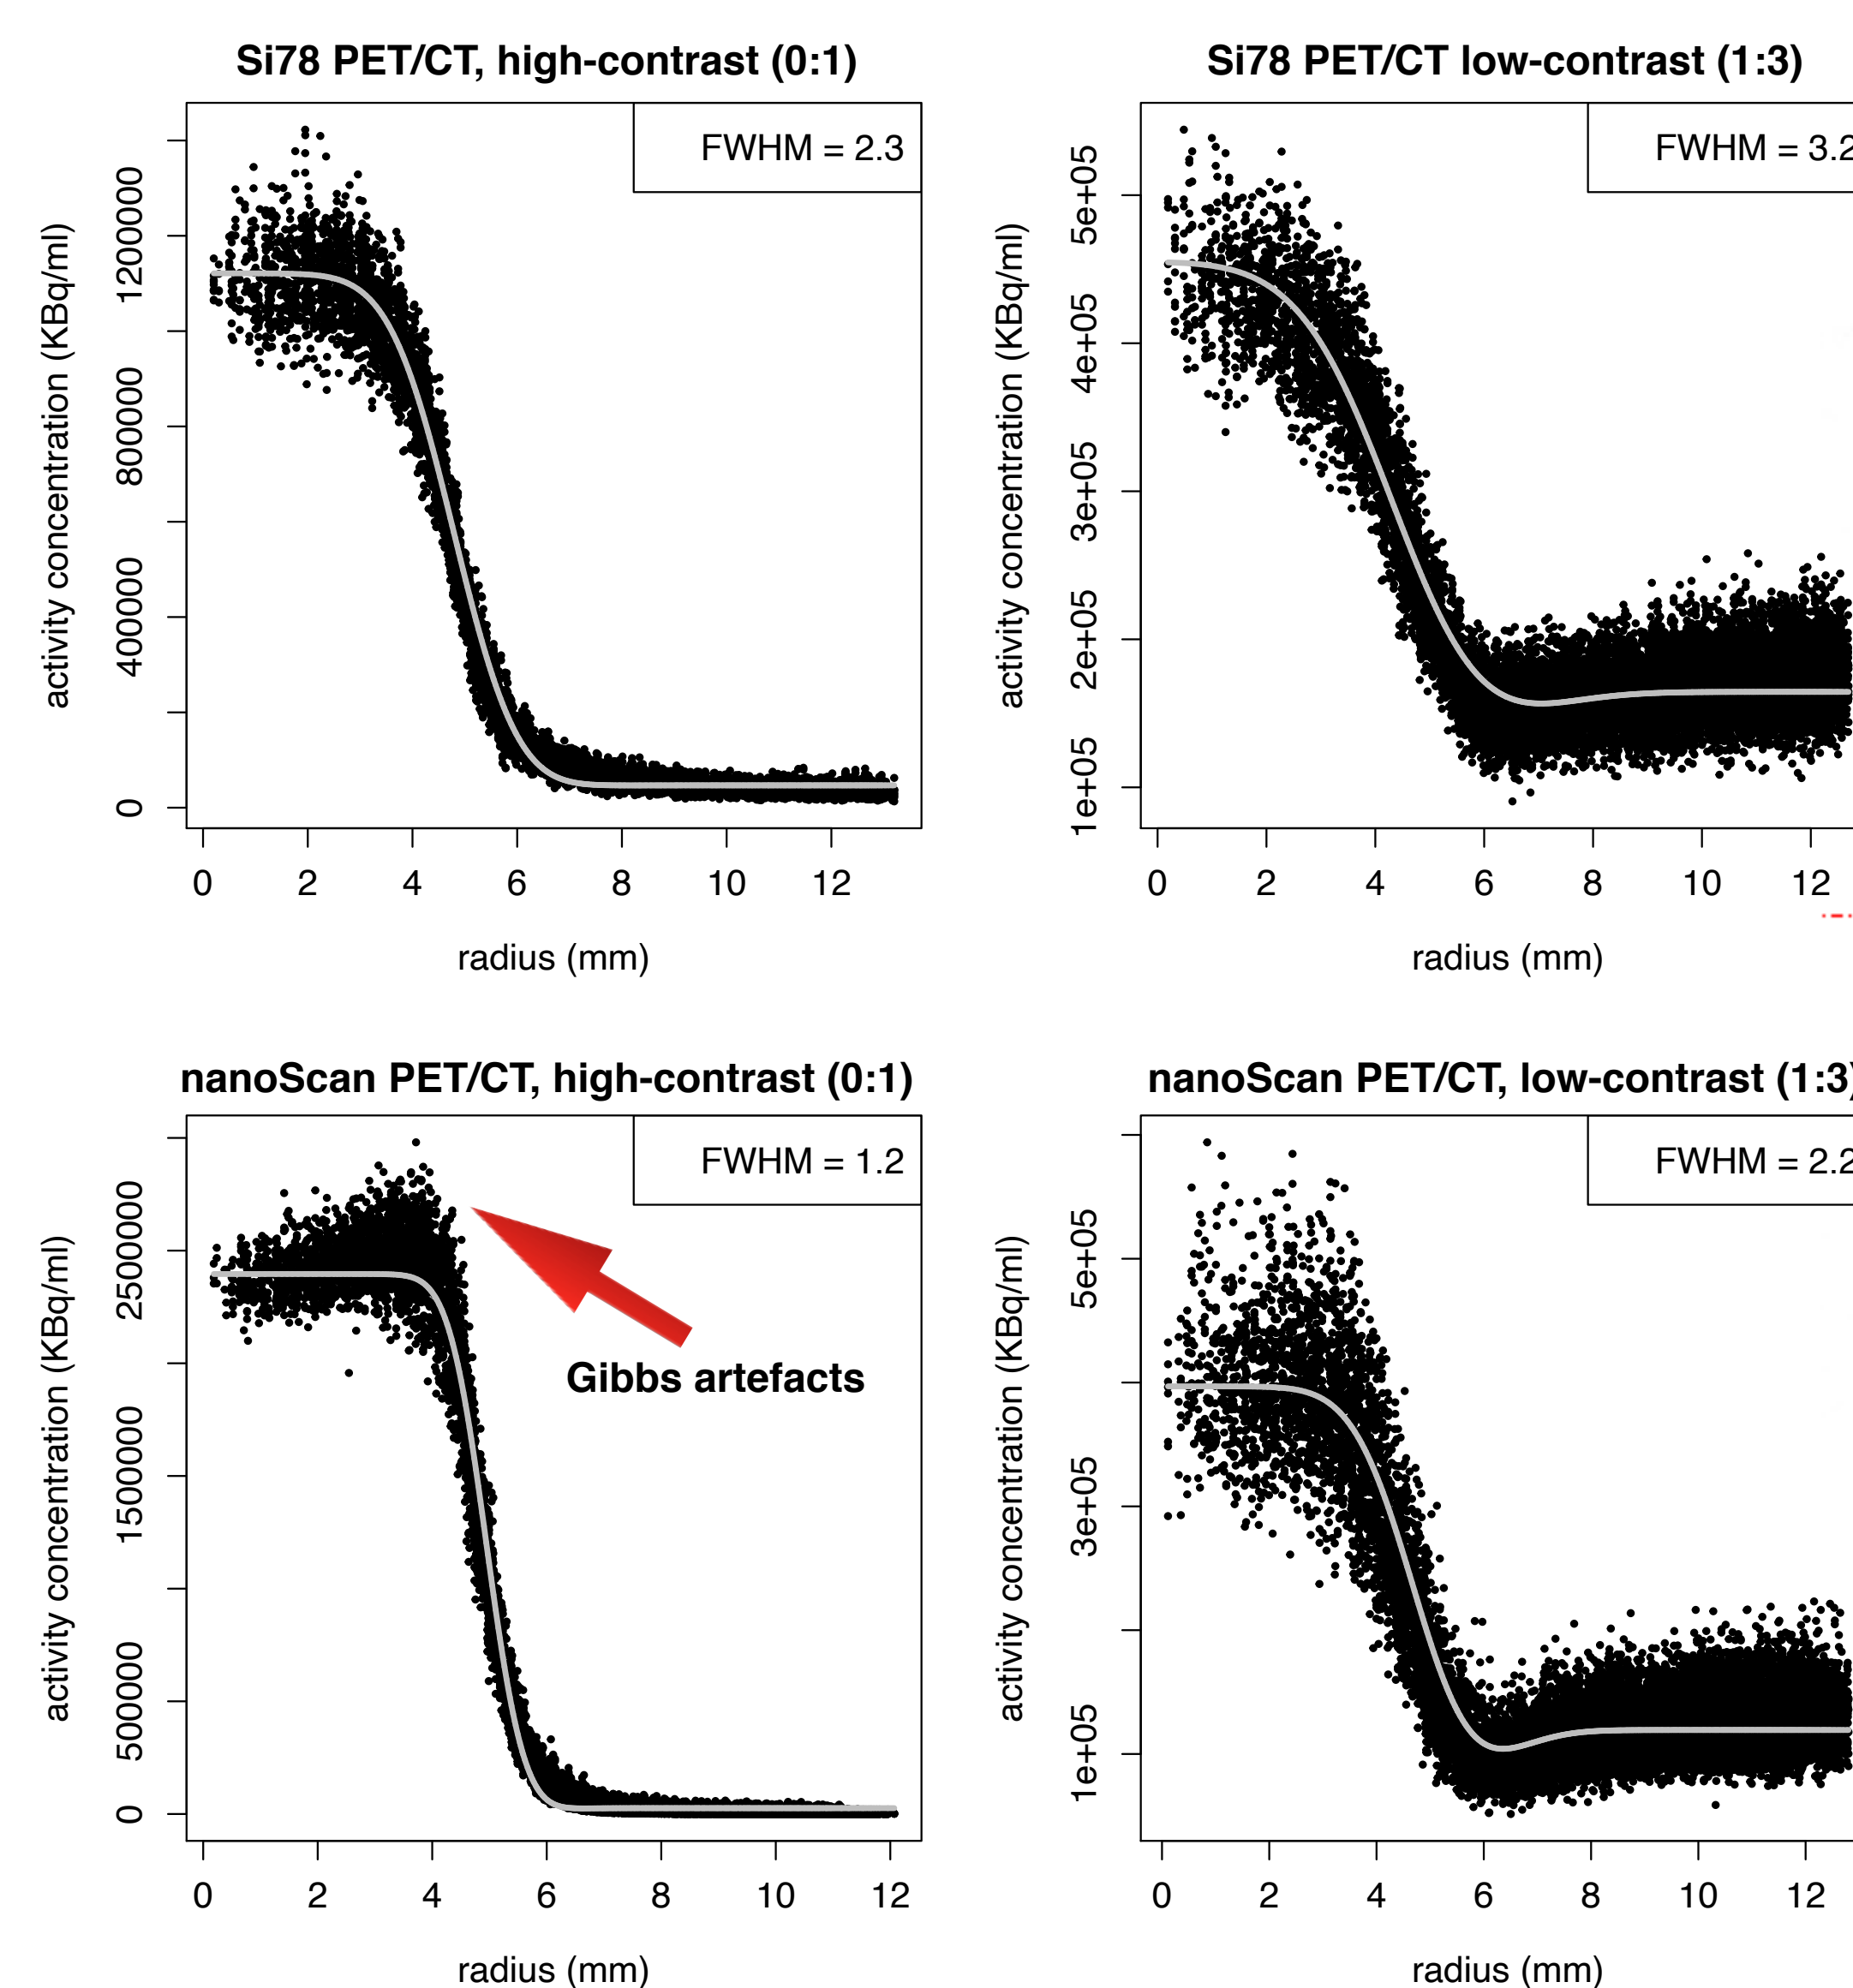 Si78 PET/CT, high-contrast (0:1)
FWHM = 2.3
activity concentration (KBq/ml)
0 400000 800000 1200000
0 2 4 6 8 10 12
radius (mm)
Si78 PET/CT low-contrast (1:3)
FWHM = 3.2
activity concentration (KBq/ml)
1e+05 2e+05 3e+05 4e+05 5e+05
0 2 4 6 8 10 12
radius (mm)
nanoScan PET/CT, high-contrast (0:1)
FWHM = 1.2
Gibbs artefacts
activity concentration (KBq/ml)
0 500000 1500000 2500000
0 2 4 6 8 10 12
radius (mm)
nanoScan PET/CT, low-contrast (1:3)
FWHM = 2.2
activity concentration (KBq/ml)
1e+05 3e+05 5e+05
0 2 4 6 8 10 12
radius (mm)